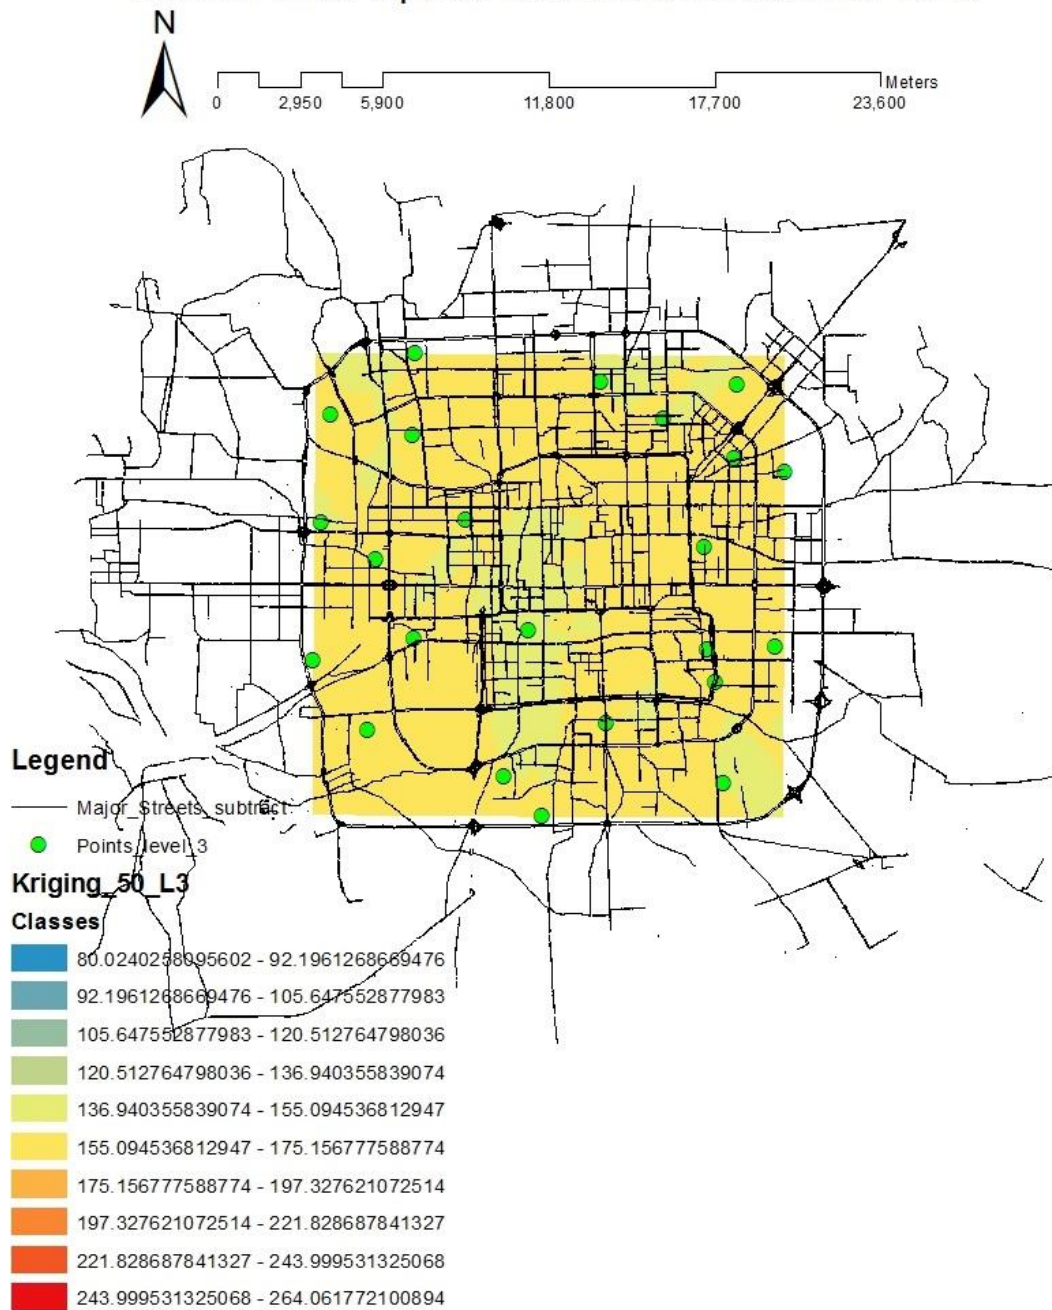 N
Meters
0 2,950 5,900 11,800 17,700 23,600
Legend
Major_Streets_subtract
Points_level_3
Kriging_50_L3
Classes
80.0240258095602 - 92.1961268669476
92.1961268669476 - 105.647552877983
105.647552877983 - 120.512764798036
120.512764798036 - 136.940355839074
136.940355839074 - 155.094536812947
155.094536812947 - 175.156777588774
175.156777588774 - 197.327621072514
197.327621072514 - 221.828687841327
221.828687841327 - 243.999531325068
243.999531325068 - 264.061772100894